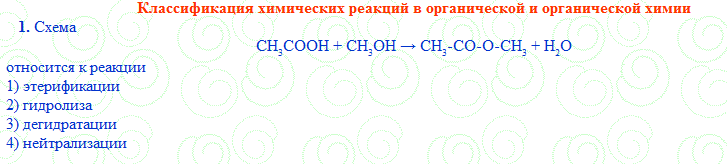 Классификация химических реакций в органической и органической химии
1. Схема
CH₃COOH + CH₃OH → CH₃-CO-O-CH₃ + H₂O
относится к реакции
1) этерификации
2) гидролиза
3) дегидратации
4) нейтрализации